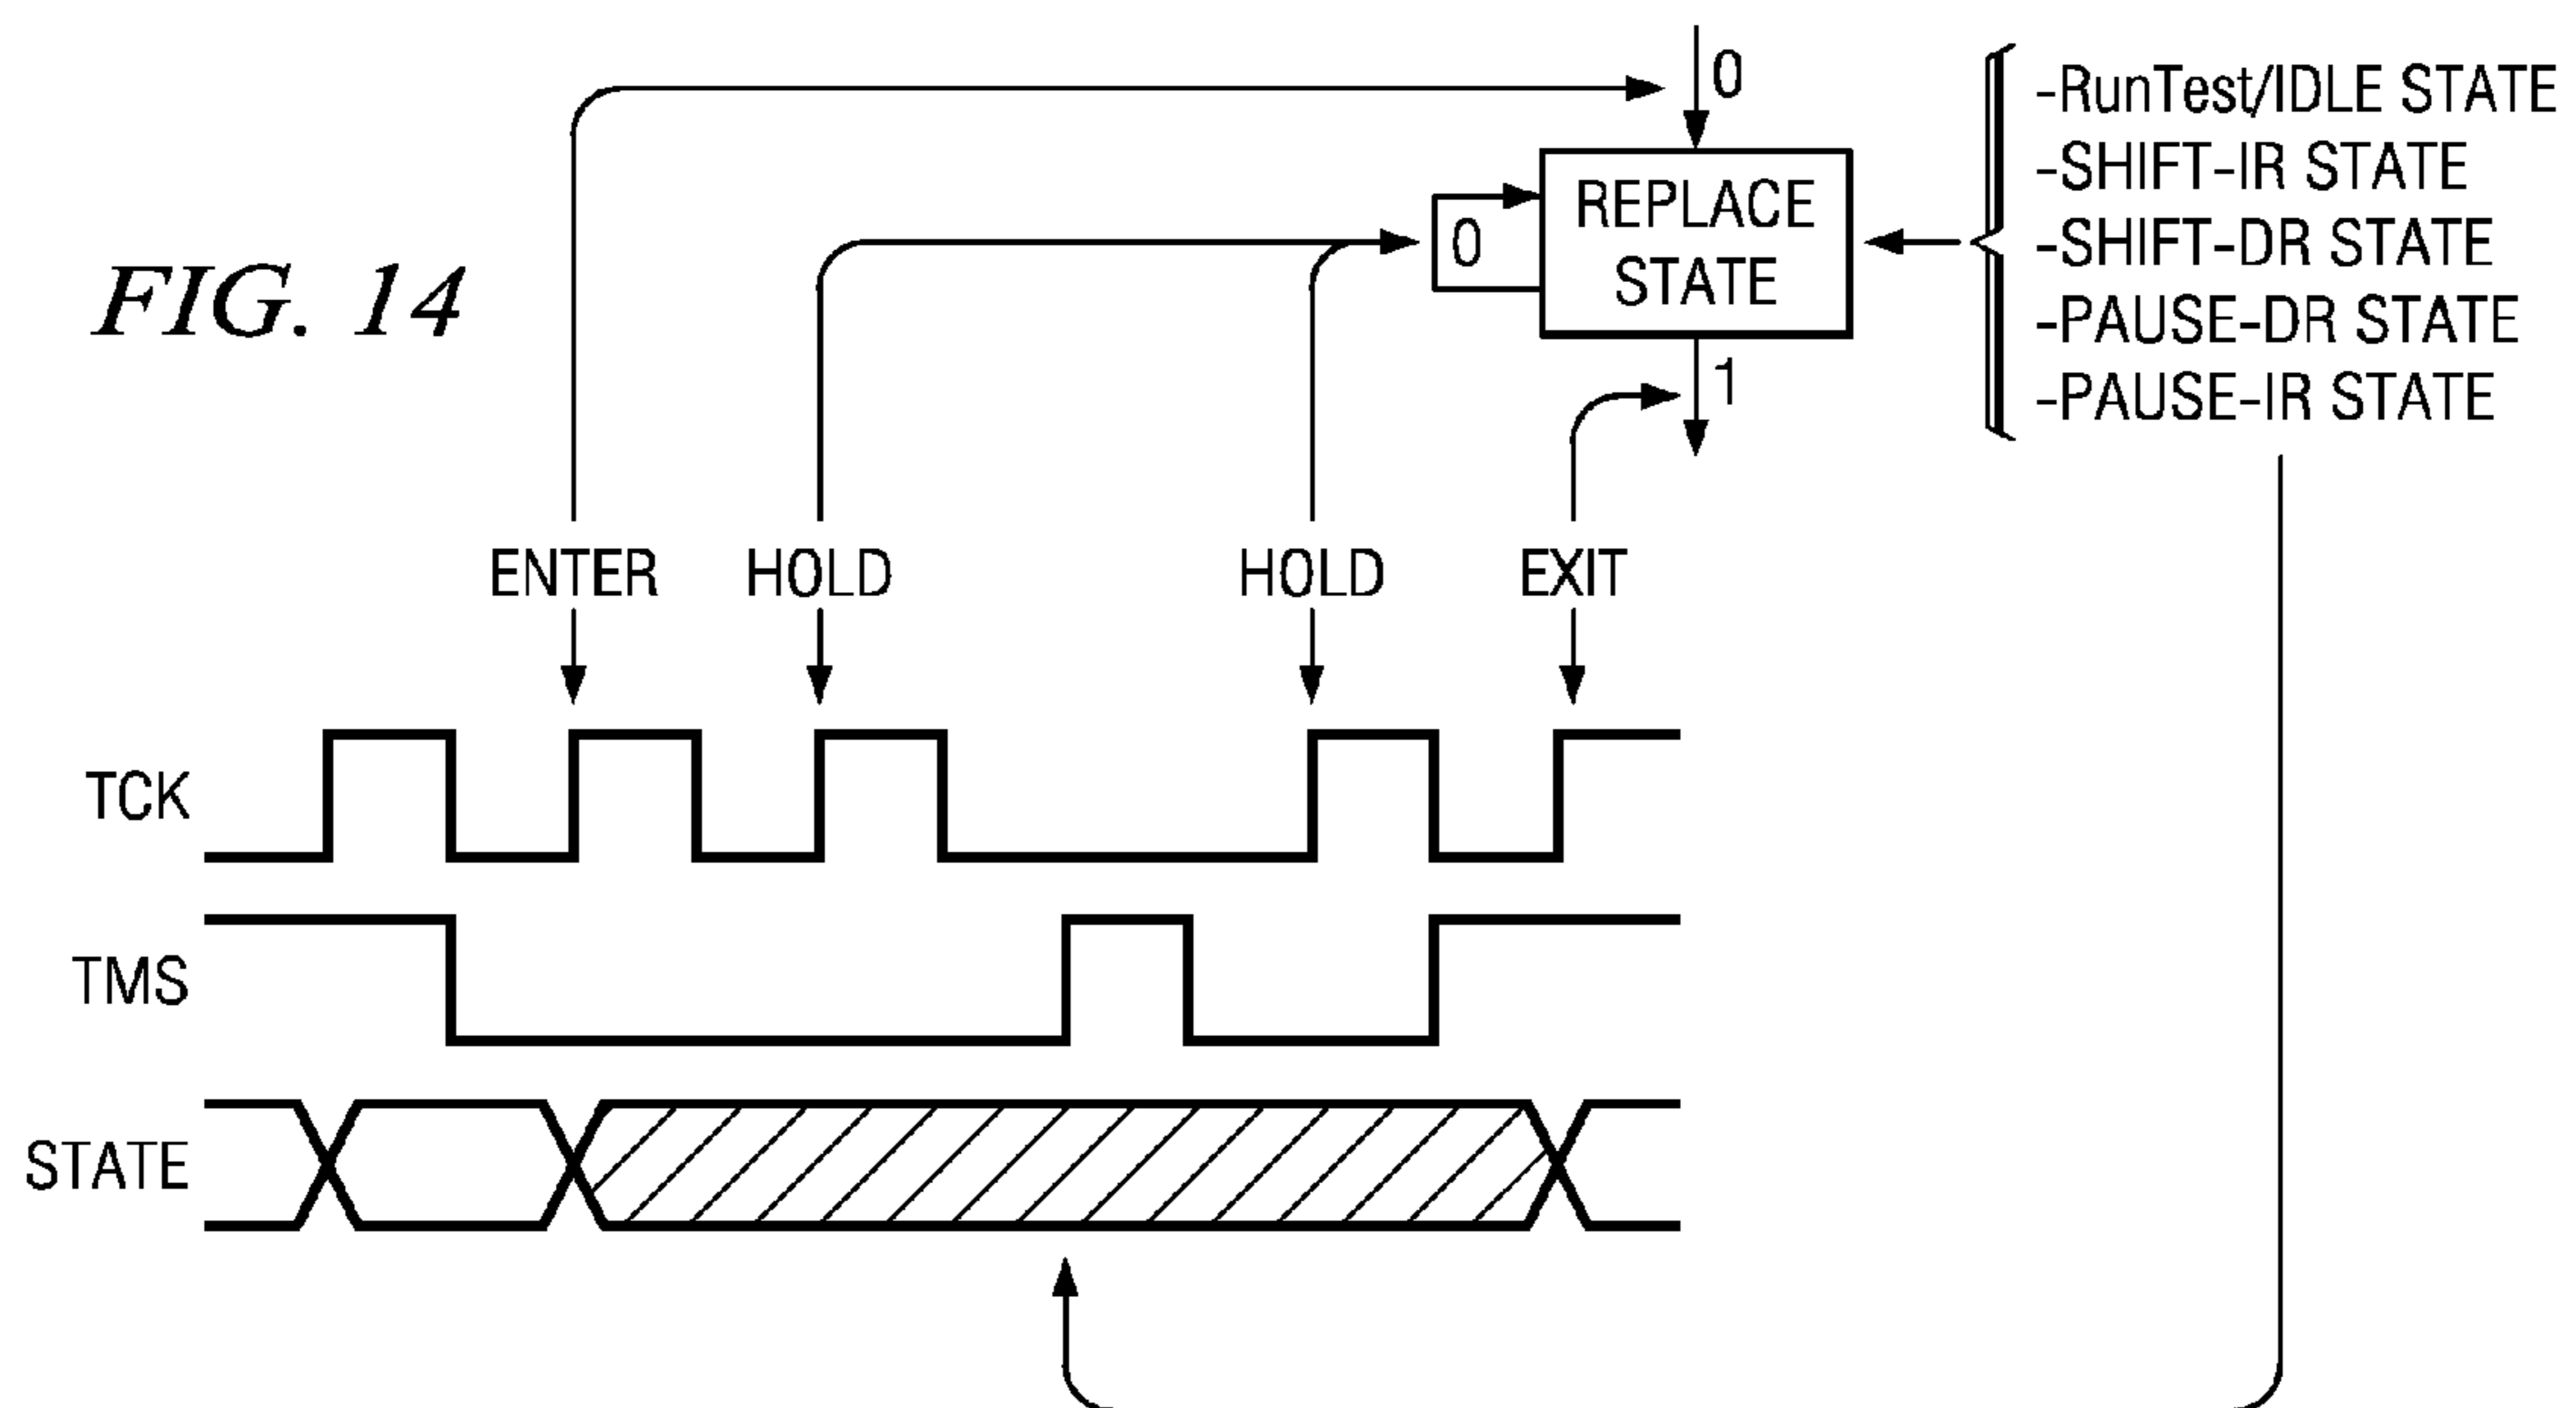 FIG. 14
0
REPLACE
STATE
0
1
-RunTest/IDLE STATE
-SHIFT-IR STATE
-SHIFT-DR STATE
-PAUSE-DR STATE
-PAUSE-IR STATE
ENTER
HOLD
HOLD
EXIT
TCK
TMS
STATE